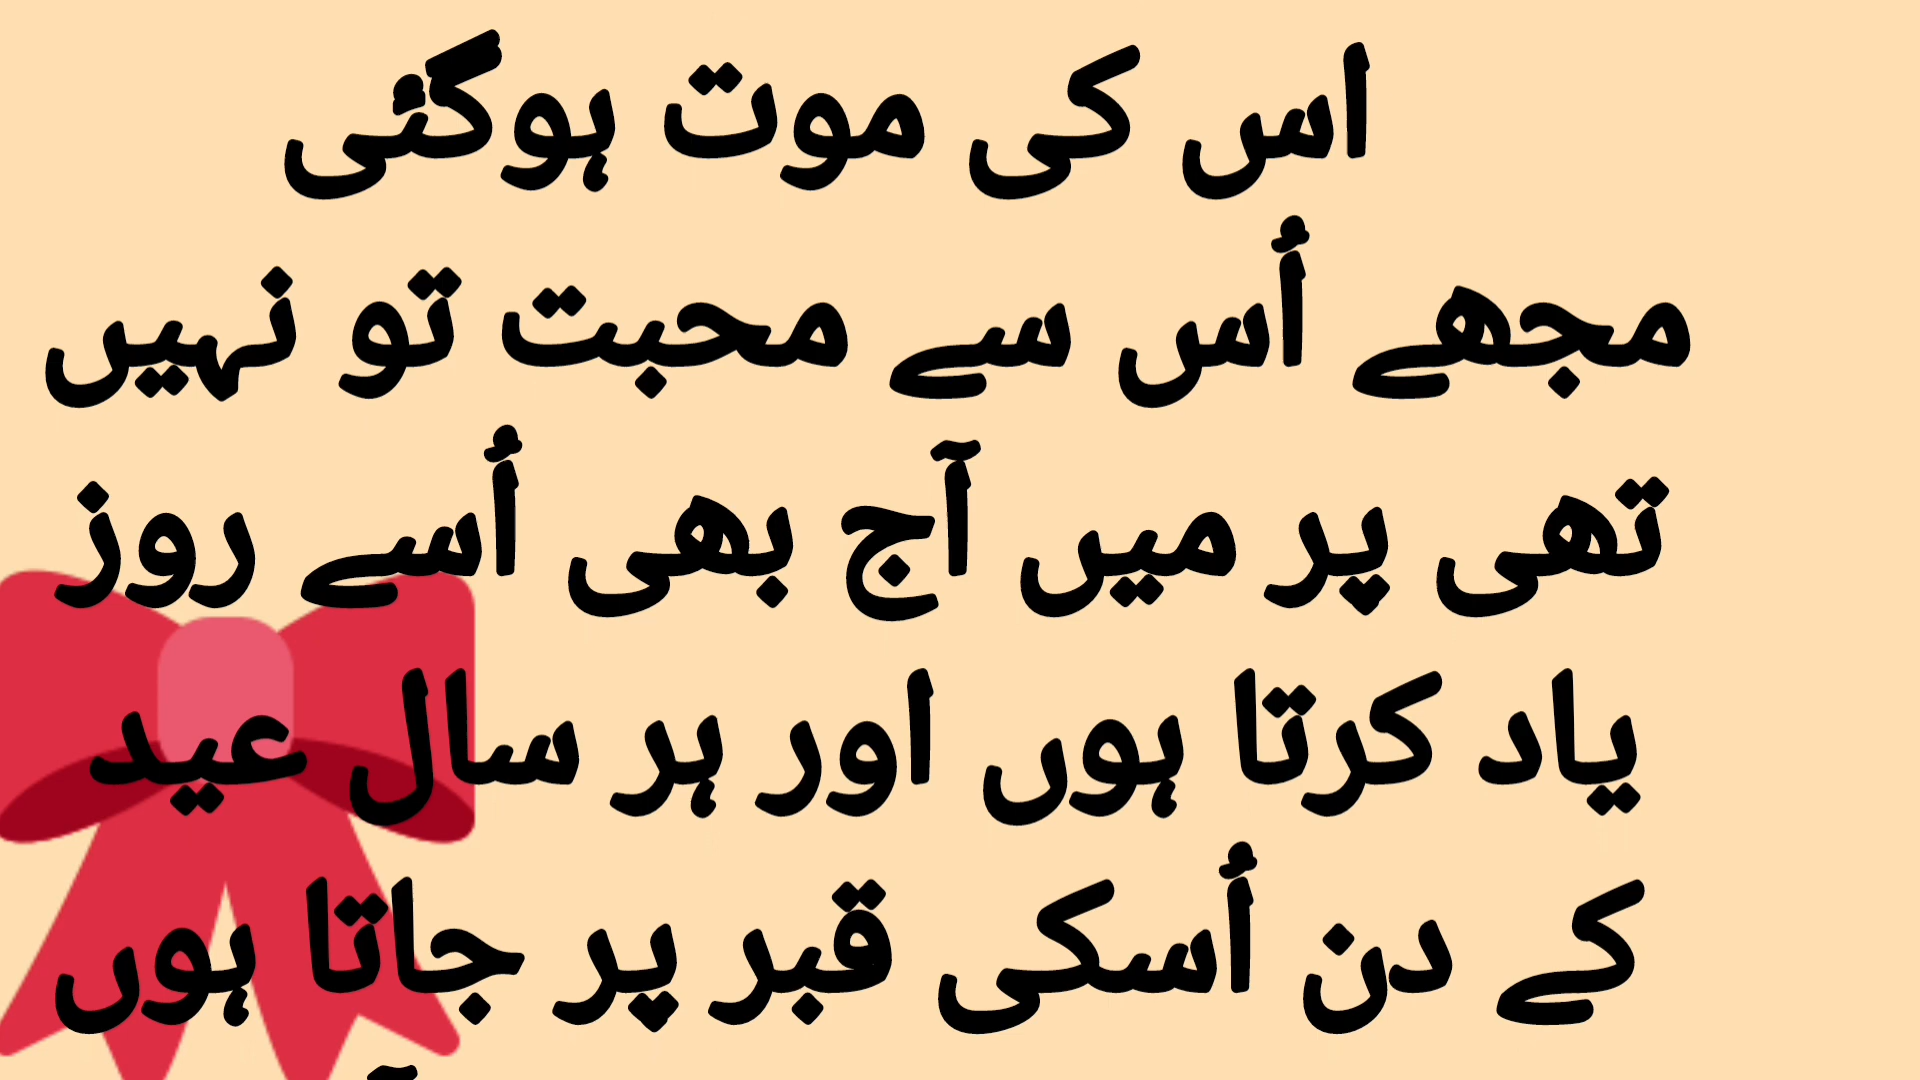 اس کی موت ہوگئی
مجھے اُس سے محبت تو نہیں
تھی پر میں آج بھی اُسے روز
یاد کرتا ہوں اور ہر سال عید
کے دن اُسکی قبر پر جاتا ہوں